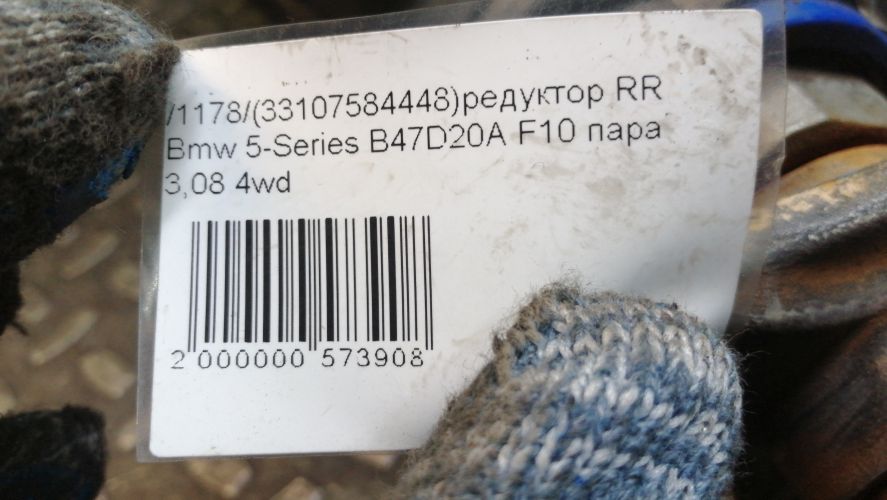 /1178/(33107584448)редуктор RR
Bmw 5-Series B47D20A F10 пара
3,08 4wd
2 000000 573908